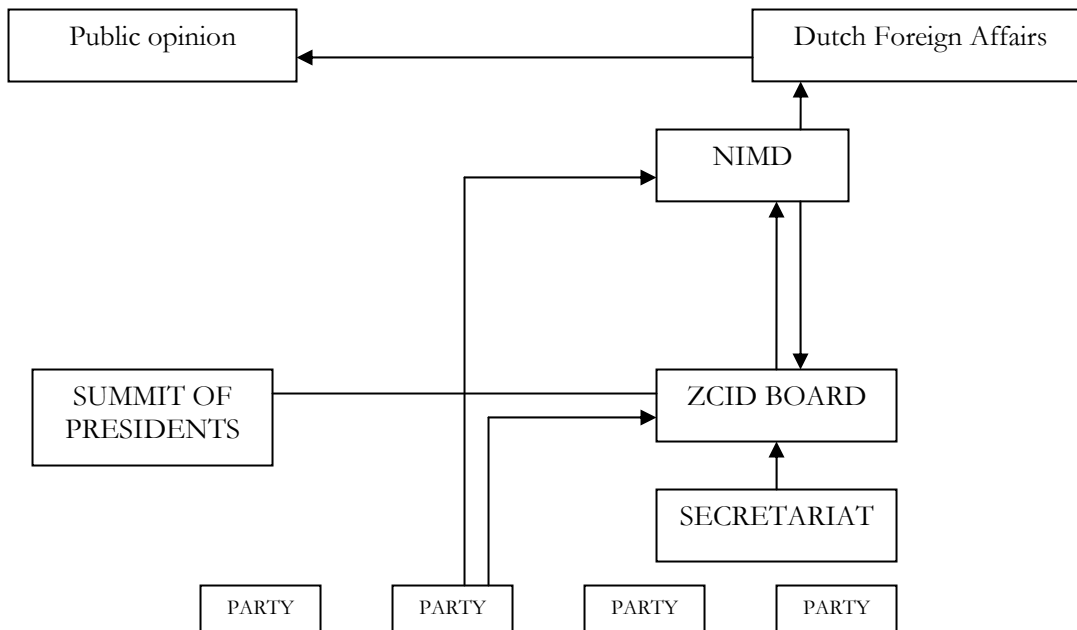 Public opinion
Dutch Foreign Affairs
NIMD
SUMMIT OF
PRESIDENTS
ZCID BOARD
SECRETARIAT
PARTY
PARTY
PARTY
PARTY